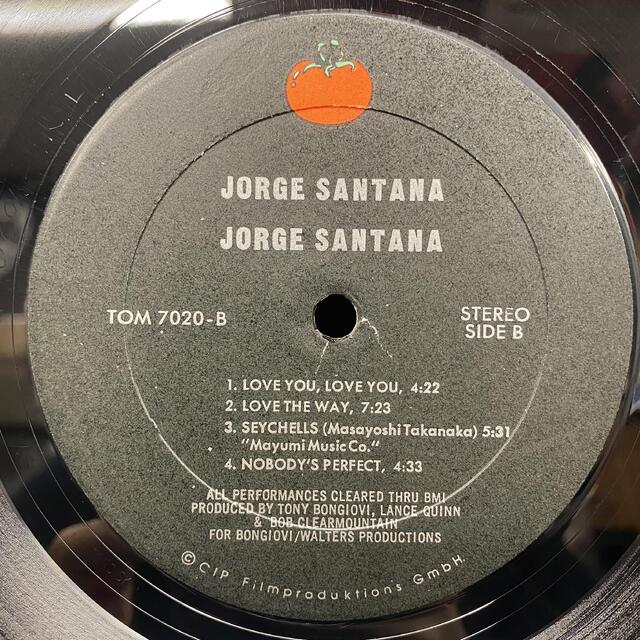 JORGE SANTANA
JORGE SANTANA
TOM 7020-B
STEREO
SIDE B
1. LOVE YOU, LOVE YOU, 4:22
2. LOVE THE WAY, 7:23
3. SEYCHELLS (Masayoshi Takanaka) 5:31
"Mayumi Music Co."
4. NOBODY'S PERFECT, 4:33
ALL PERFORMANCES CLEARED THRU BMI
PRODUCED BY TONY BONGIOVI, LANCE QUINN
& BOB CLEARMOUNTAIN
FOR BONGIOVI/WALTERS PRODUCTIONS
© CIP Filmproduktions GmbH.